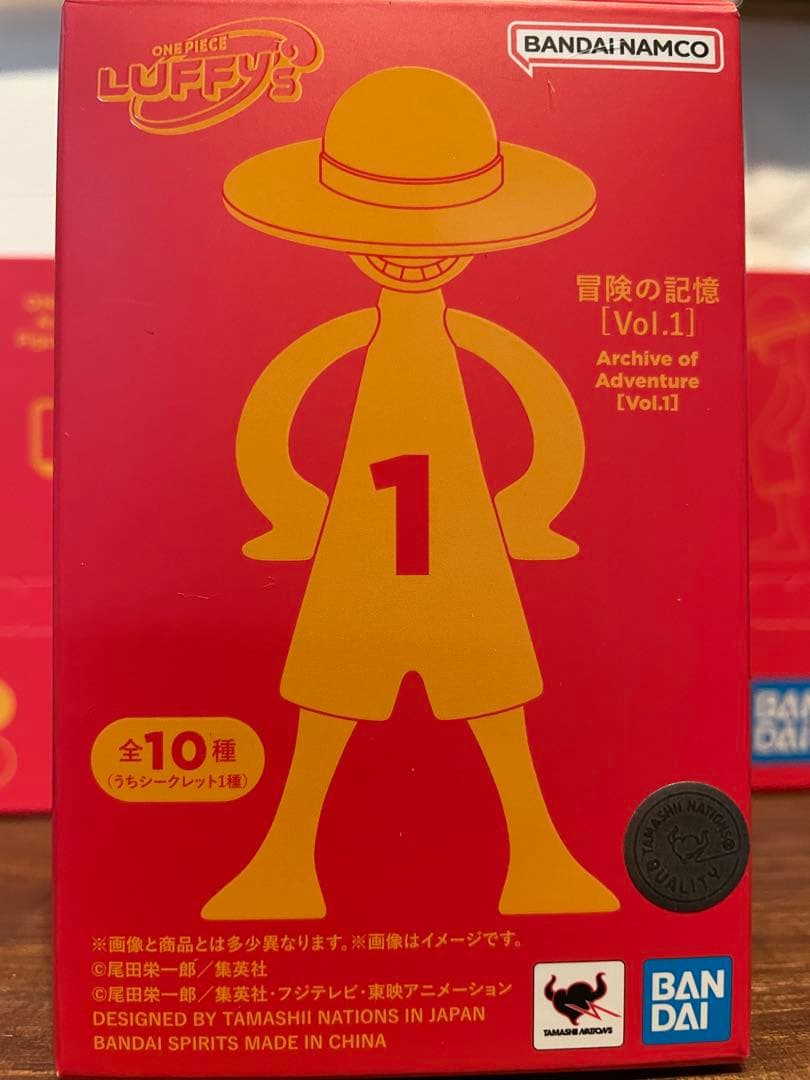 ONE PIECE
LUFFY's
BANDAI NAMCO
冒険の記憶
[Vol.1]
Archive of
Adventure
[Vol.1]
1
全10種
(うちシークレット1種)
TAMASHII NATIONS
QUALITY
※画像と商品とは多少異なります。※画像はイメージです。
©尾田栄一郎／集英社
©尾田栄一郎／集英社・フジテレビ・東映アニメーション
DESIGNED BY TAMASHII NATIONS IN JAPAN
BANDAI SPIRITS MADE IN CHINA
TAMASHII NATIONS
BAN
DAI
BAN
DAI